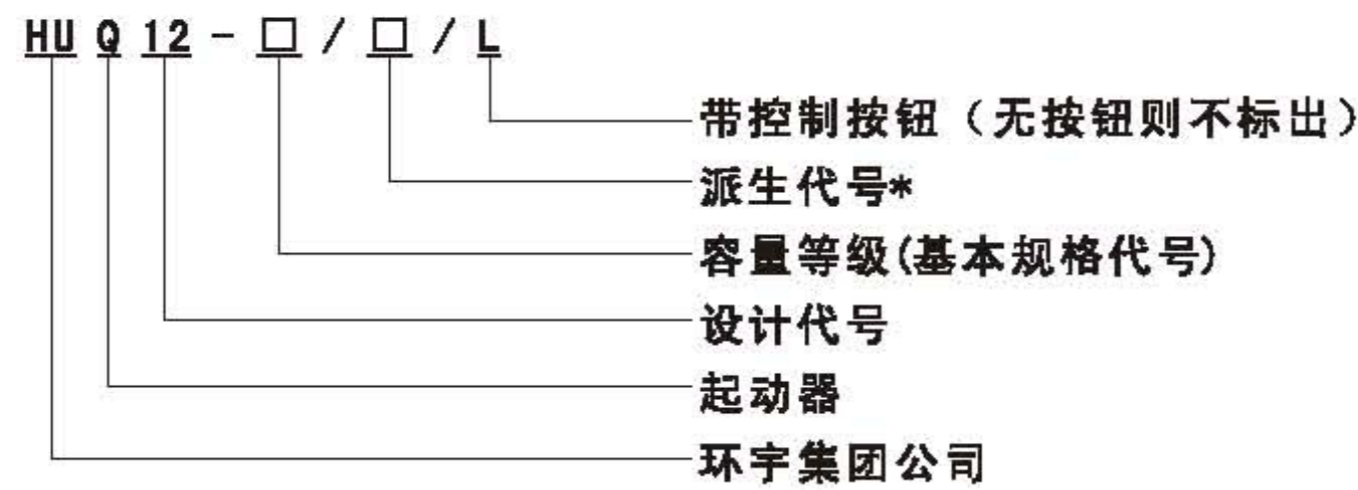 HU Q 12 - □ / □ / L
带控制按钮（无按钮则不标出）
派生代号*
容量等级(基本规格代号)
设计代号
起动器
环宇集团公司